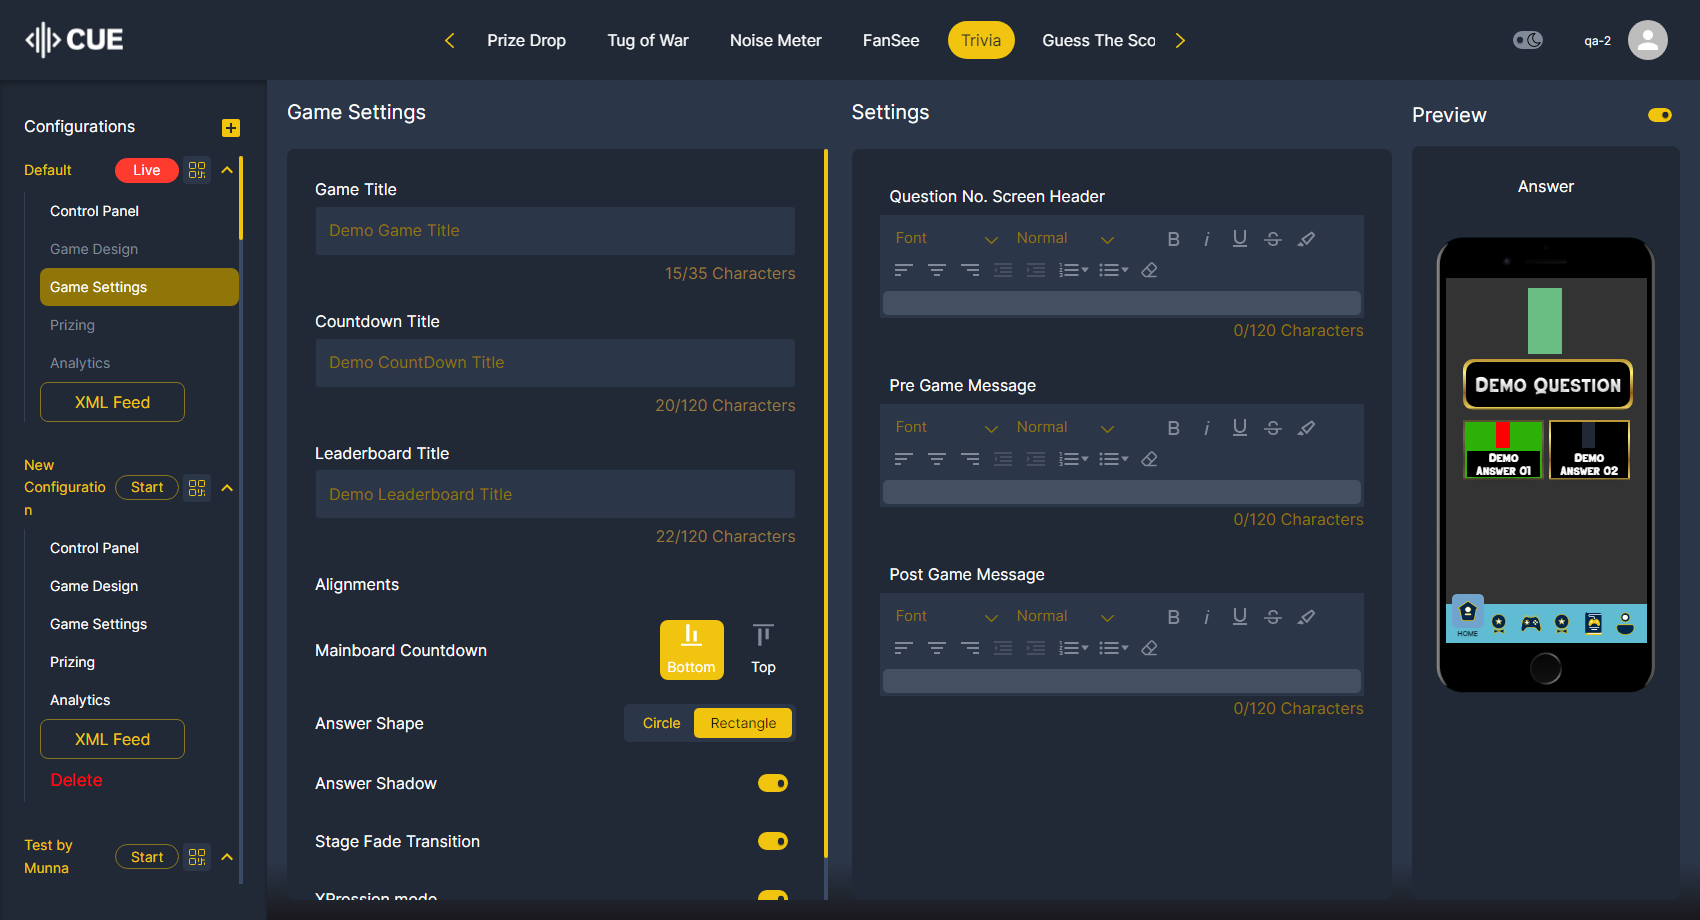 CUE
Prize Drop
Tug of War
Noise Meter
FanSee
Trivia
Guess The Sco
qa-2
Configurations
Default
Live
Control Panel
Game Design
Game Settings
Prizing
Analytics
XML Feed
New
Configuratio
n
Start
Control Panel
Game Design
Game Settings
Prizing
Analytics
XML Feed
Delete
Test by
Munna
Start
Game Settings
Game Title
Demo Game Title
15/35 Characters
Countdown Title
Demo CountDown Title
20/120 Characters
Leaderboard Title
Demo Leaderboard Title
22/120 Characters
Alignments
Mainboard Countdown
Bottom
Top
Answer Shape
Circle
Rectangle
Answer Shadow
Stage Fade Transition
XPression mode
Settings
Question No. Screen Header
Font
Normal
B i U S
0/120 Characters
Pre Game Message
Font
Normal
B i U S
0/120 Characters
Post Game Message
Font
Normal
B i U S
0/120 Characters
Preview
Answer
DEMO QUESTION
DEMO
ANSWER 01
DEMO
ANSWER 02
HOME